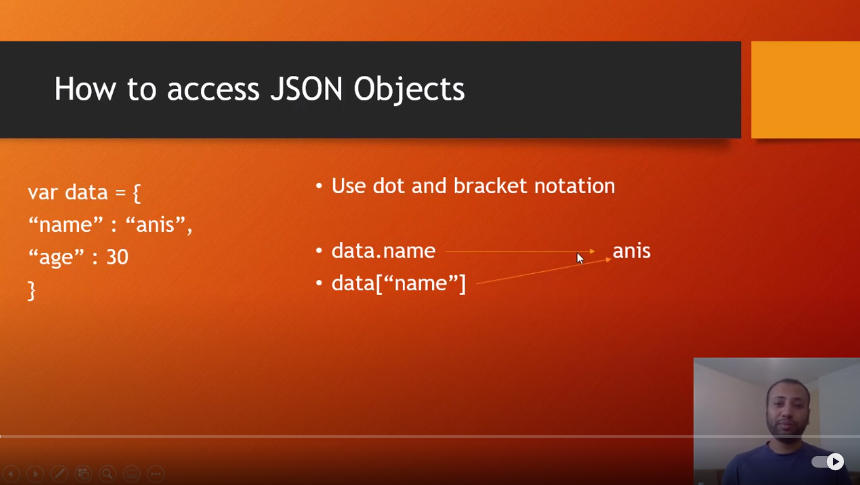 How to access JSON Objects
var data = {
“name” : “anis”,
“age” : 30
}
• Use dot and bracket notation
• data.name
anis
• data[“name”]